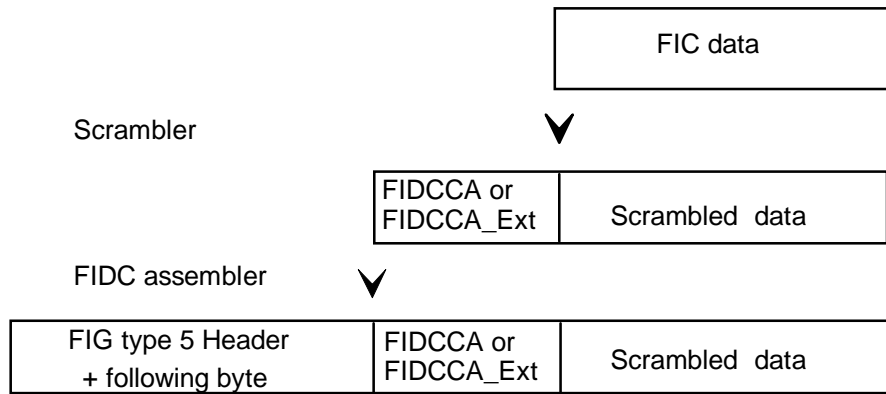 FIC data
Scrambler
FIDCCA or
FIDCCA_Ext
Scrambled data
FIDC assembler
FIG type 5 Header
+ following byte
FIDCCA or
FIDCCA_Ext
Scrambled data